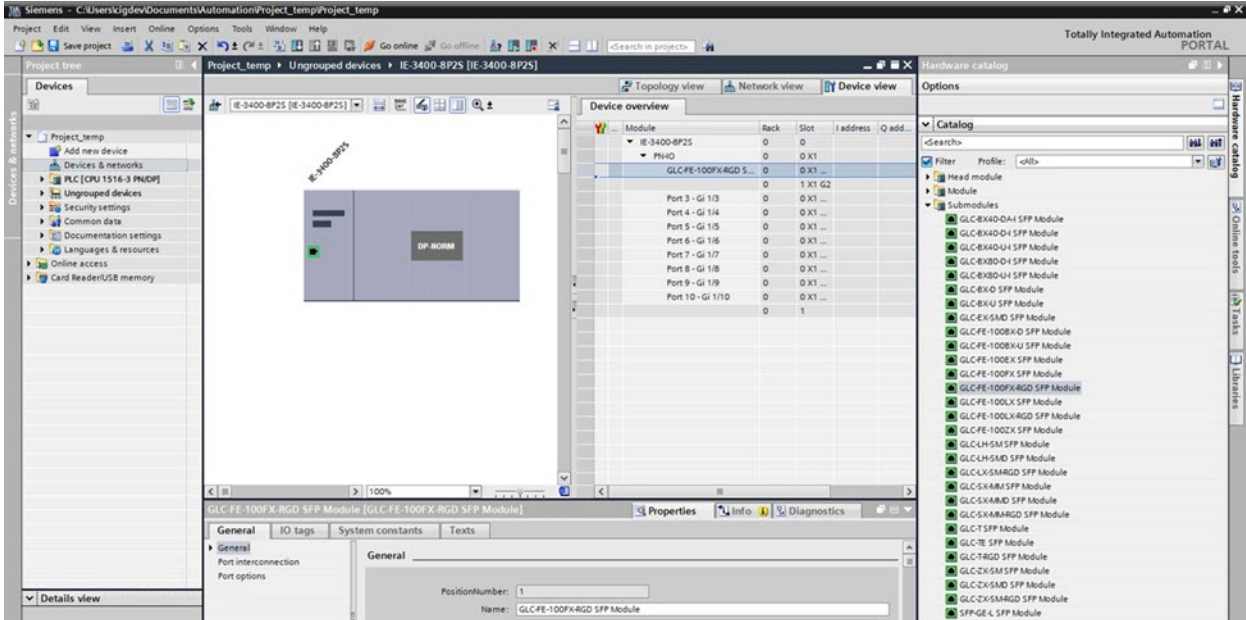 Siemens - C:\Users\cigdev\Documents\Automation\Project_temp\Project_temp
Project Edit View Insert Online Options Tools Window Help
Totally Integrated Automation
PORTAL
Save project Go online Go offline <Search in project>
Project tree
Devices
Project_temp
Add new device
Devices & networks
PLC [CPU 1516-3 PN/DP]
Ungrouped devices
Security settings
Common data
Documentation settings
Languages & resources
Online access
Card Reader/USB memory
Details view
Devices & networks
Project_temp Ungrouped devices IE-3400-8P2S [IE-3400-8P2S]
Topology view Network view Device view
IE-3400-8P2S [IE-3400-8P2S]
IE-3400-8P2S
DP-NORM
100%
Device overview
... Module Rack Slot I address Q add...
IE-3400-8P2S 0 0
PN-IO 0 0 X1
GLC-FE-100FX-RGD S... 0 0 X1 ...
0 1 X1 G2
Port 3 - Gi 1/3 0 0 X1 ...
Port 4 - Gi 1/4 0 0 X1 ...
Port 5 - Gi 1/5 0 0 X1 ...
Port 6 - Gi 1/6 0 0 X1 ...
Port 7 - Gi 1/7 0 0 X1 ...
Port 8 - Gi 1/8 0 0 X1 ...
Port 9 - Gi 1/9 0 0 X1 ...
Port 10 - Gi 1/10 0 0 X1 ...
0 1
GLC-FE-100FX-RGD SFP Module [GLC-FE-100FX-RGD SFP Module]
Properties Info Diagnostics
General IO tags System constants Texts
General
Port interconnection
Port options
General
PositionNumber: 1
Name: GLC-FE-100FX-RGD SFP Module
Hardware catalog
Options
Catalog
<Search>
Filter Profile: <All>
Head module
Module
Submodules
GLC-BX40-DA-I SFP Module
GLC-BX40-D-I SFP Module
GLC-BX40-U-I SFP Module
GLC-BX80-D-I SFP Module
GLC-BX80-U-I SFP Module
GLC-BX-D SFP Module
GLC-BX-U SFP Module
GLC-EX-SMD SFP Module
GLC-FE-100BX-D SFP Module
GLC-FE-100BX-U SFP Module
GLC-FE-100EX SFP Module
GLC-FE-100FX SFP Module
GLC-FE-100FX-RGD SFP Module
GLC-FE-100LX SFP Module
GLC-FE-100LX-RGD SFP Module
GLC-FE-100ZX SFP Module
GLC-LH-SM SFP Module
GLC-LH-SMD SFP Module
GLC-LX-SM-RGD SFP Module
GLC-SX-MM SFP Module
GLC-SX-MMD SFP Module
GLC-SX-MM-RGD SFP Module
GLC-T SFP Module
GLC-TE SFP Module
GLC-T-RGD SFP Module
GLC-ZX-SM SFP Module
GLC-ZX-SMD SFP Module
GLC-ZX-SM-RGD SFP Module
SFP-GE-L SFP Module
Hardware catalog
Online tools
Tasks
Libraries